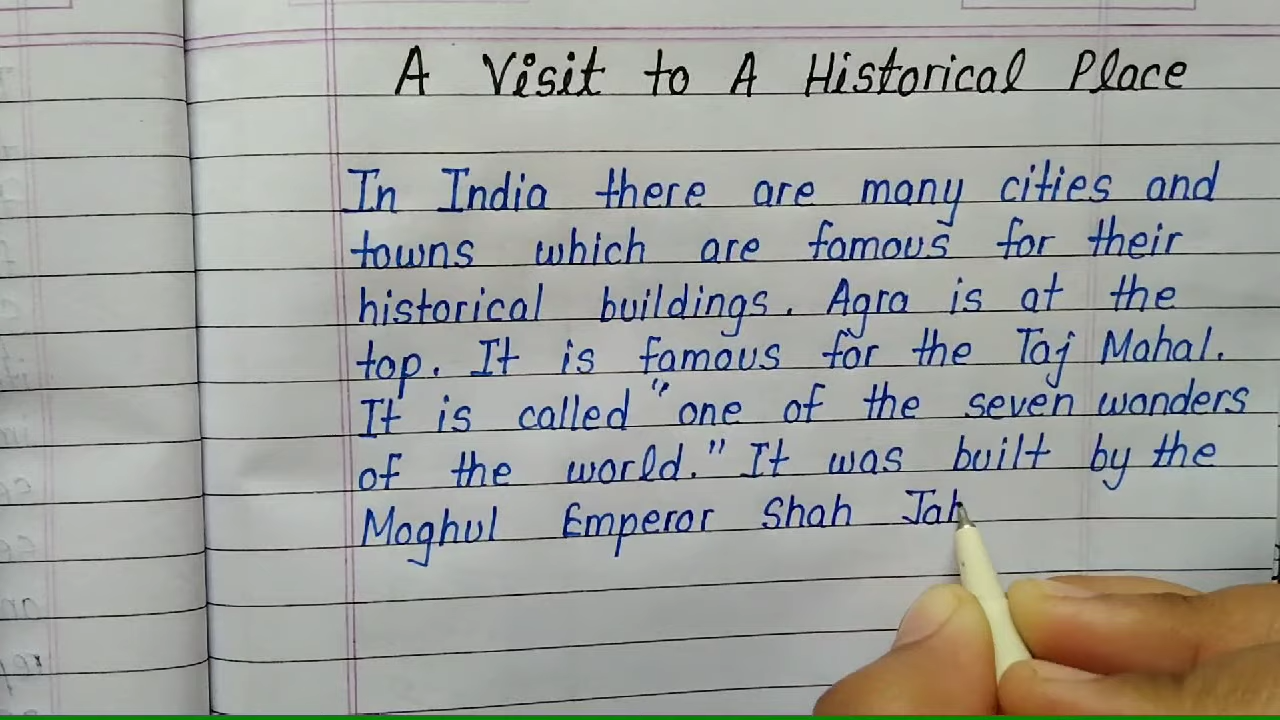 A Visit to A Historical Place
In India there are many cities and
towns which are famous for their
historical buildings. Agra is at the
top. It is famous for the Taj Mahal.
It is called "one of the seven wonders
of the world." It was built by the
Moghul Emperor Shah Jah